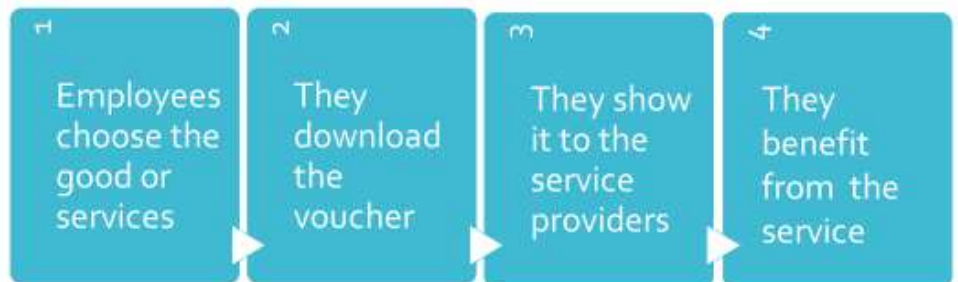 1
Employees
choose the
good or
services
2
They
download
the
voucher
3
They show
it to the
service
providers
4
They
benefit
from the
service